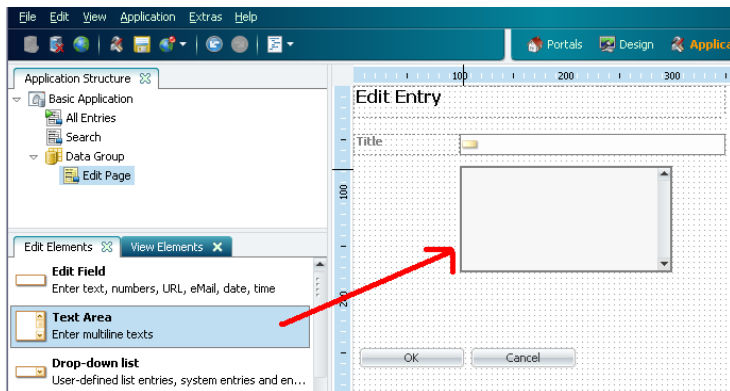 File Edit View Application Extras Help
Portals Design Applica
Application Structure
Basic Application
All Entries
Search
Data Group
Edit Page
Edit Elements View Elements
Edit Field
Enter text, numbers, URL, eMail, date, time
Text Area
Enter multiline texts
Drop-down list
User-defined list entries, system entries and en...
100 200 300
Edit Entry
Title
100
200
OK Cancel